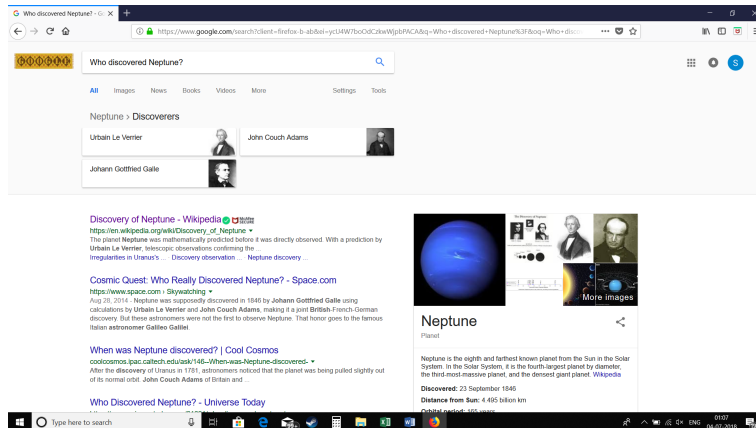 Who discovered Neptune? - Go
https://www.google.com/search?client=firefox-b-ab&ei=ycU4W7boOdCzkwWjpbPACA&q=Who+discovered+Neptune%3F&oq=Who+disco
Who discovered Neptune?
All Images News Books Videos More Settings Tools
S
Neptune > Discoverers
Urbain Le Verrier
John Couch Adams
Johann Gottfried Galle
Discovery of Neptune - Wikipedia
https://en.wikipedia.org/wiki/Discovery_of_Neptune
The planet Neptune was mathematically predicted before it was directly observed. With a prediction by
Urbain Le Verrier, telescopic observations confirming the ...
Irregularities in Uranus's ... Discovery observation ... Neptune discovery ...
Cosmic Quest: Who Really Discovered Neptune? - Space.com
https://www.space.com › Skywatching
Aug 28, 2014 - Neptune was supposedly discovered in 1846 by Johann Gottfried Galle using
calculations by Urbain Le Verrier and John Couch Adams, making it a joint British-French-German
discovery. But these astronomers were not the first to observe Neptune. That honor goes to the famous
Italian astronomer Galileo Galilei.
When was Neptune discovered? | Cool Cosmos
coolcosmos.ipac.caltech.edu/ask/146--When-was-Neptune-discovered-
After the discovery of Uranus in 1781, astronomers noticed that the planet was being pulled slightly out
of its normal orbit. John Couch Adams of Britain and ...
Who Discovered Neptune? - Universe Today
More images
Neptune
Planet
Neptune is the eighth and farthest known planet from the Sun in the Solar
System. In the Solar System, it is the fourth-largest planet by diameter,
the third-most-massive planet, and the densest giant planet. Wikipedia
Discovered: 23 September 1846
Distance from Sun: 4.495 billion km
Orbital period: 165 years
Type here to search
ENG
01:07
04-07-2018